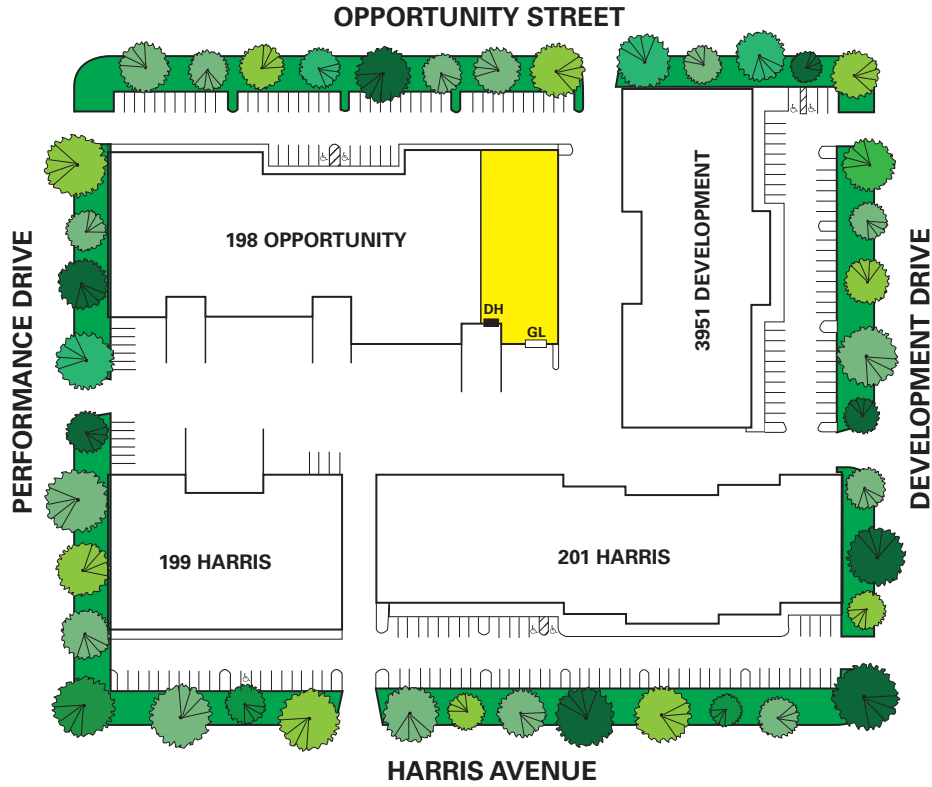 OPPORTUNITY STREET
198 OPPORTUNITY
3951 DEVELOPMENT
PERFORMANCE DRIVE
DEVELOPMENT DRIVE
DH
GL
199 HARRIS
201 HARRIS
HARRIS AVENUE